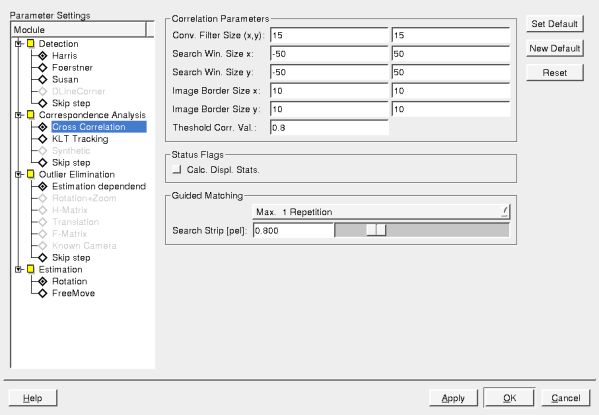 Parameter Settings
Module
Detection
Harris
Foerstner
Susan
DLineCorner
Skip step
Correspondence Analysis
Cross Correlation
KLT Tracking
Synthetic
Skip step
Outlier Elimination
Estimation dependend
Rotation+Zoom
H-Matrix
Translation
F-Matrix
Known Camera
Skip step
Estimation
Rotation
FreeMove
Correlation Parameters
Conv. Filter Size (x,y): 15 15
Search Win. Size x: -50 50
Search Win. Size y: -50 50
Image Border Size x: 10 10
Image Border Size y: 10 10
Theshold Corr. Val.: 0.8
Status Flags
Calc. Displ. Stats.
Guided Matching
Max. 1 Repetition
Search Strip [pel]: 0.800
Set Default
New Default
Reset
Help Apply OK Cancel